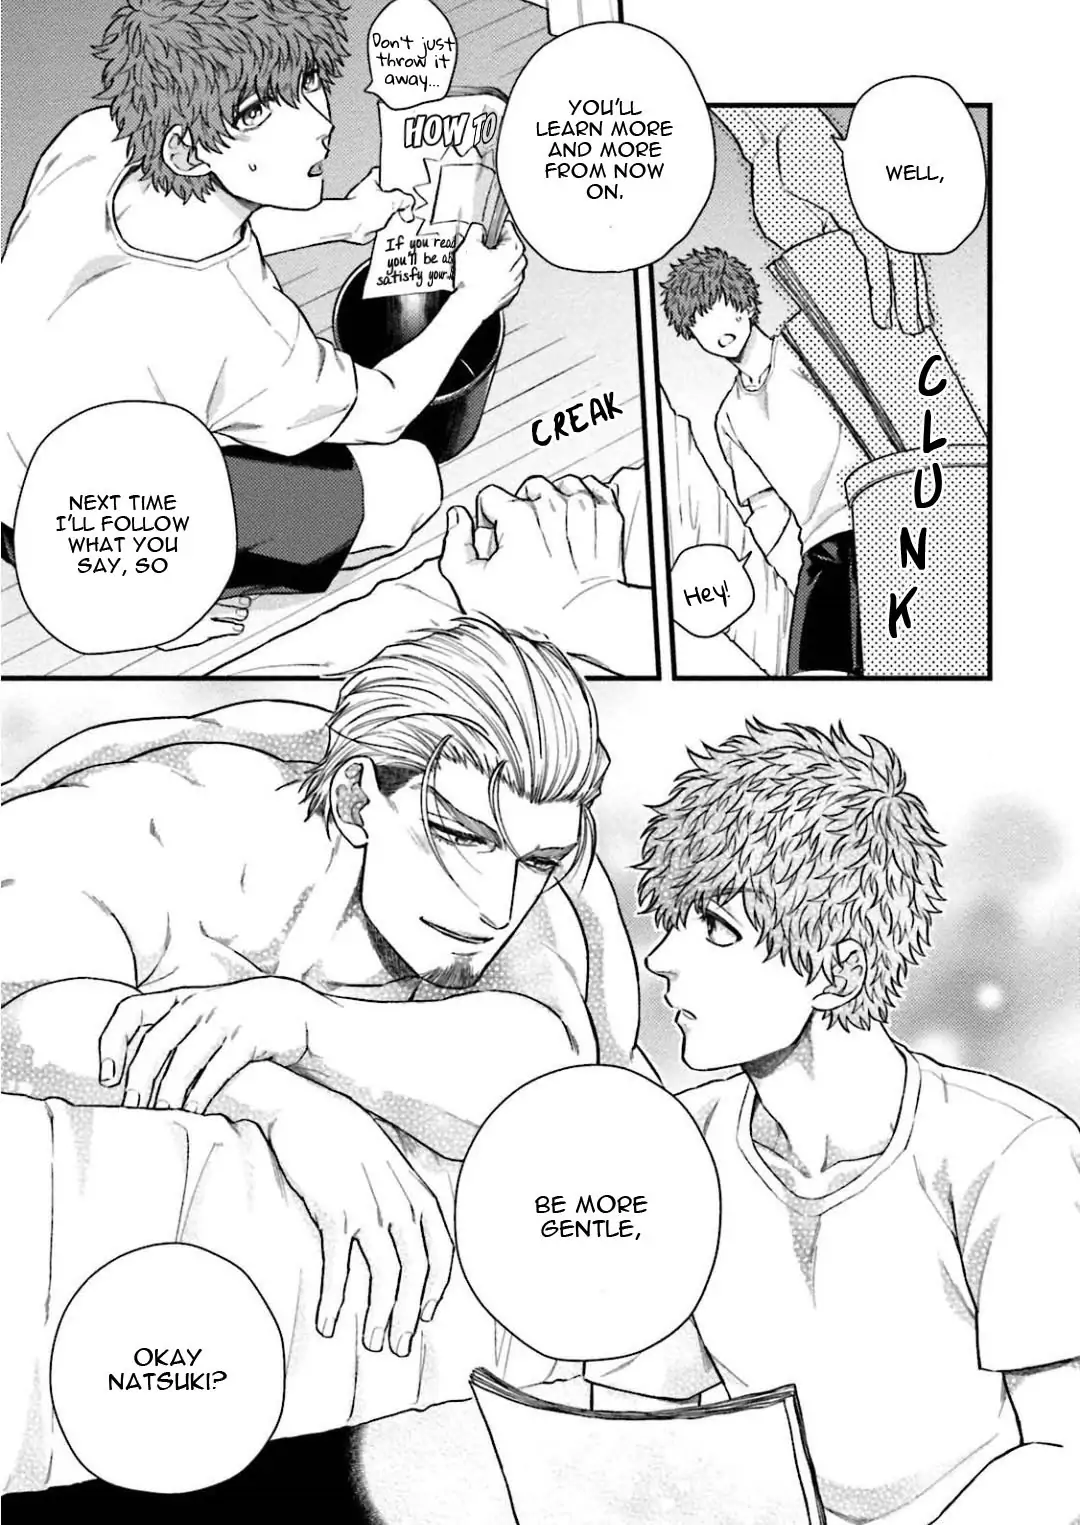 WELL,
CLUNK
Hey!
YOU'LL
LEARN MORE
AND MORE
FROM NOW
ON.
Don't just
throw it
away...
HOW TO
If you read
you'll be
satisfy your
CREAK
NEXT TIME
I'LL FOLLOW
WHAT YOU
SAY, SO
BE MORE
GENTLE,
OKAY
NATSUKI?